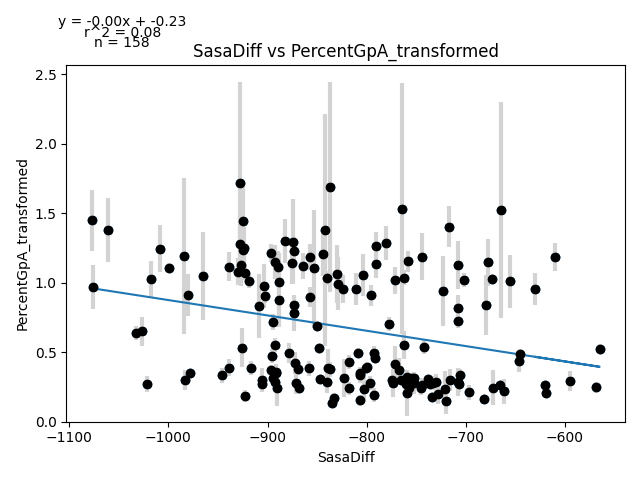 y = -0.00x + -0.23
r^2 = 0.08
n = 158
SasaDiff vs PercentGpA_transformed
PercentGpA_transformed
2.5
2.0
1.5
1.0
0.5
0.0
−1100
−1000
−900
−800
−700
−600
SasaDiff